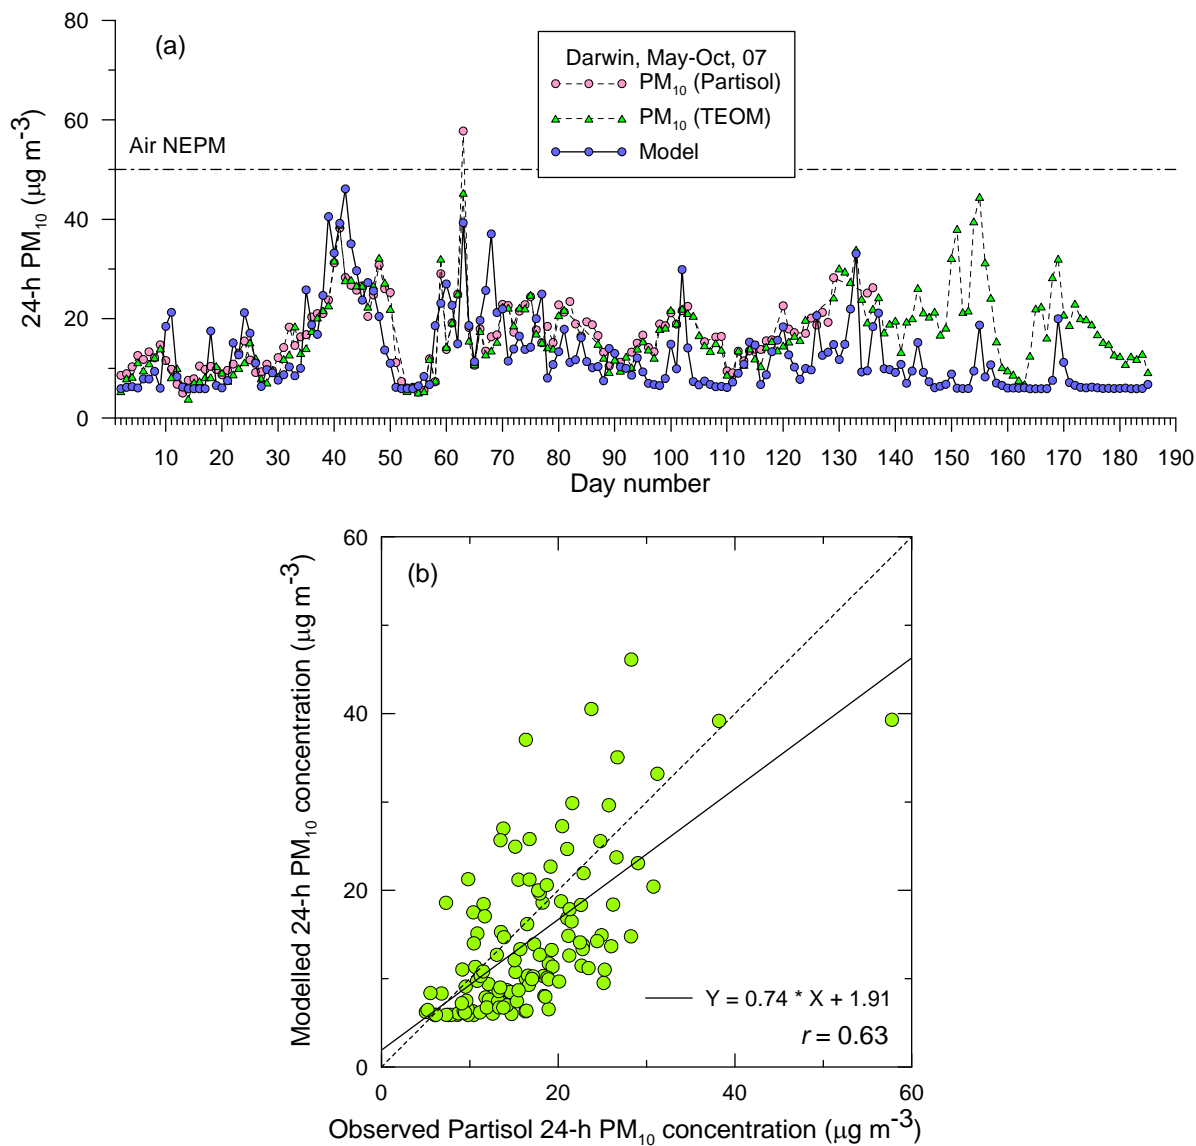 80
(a)
Darwin, May-Oct, 07
PM10 (Partisol)
60
PM10 (TEOM)
Air NEPM
Model
40
20
0
24-h PM10 (μg m-3)
10 20 30 40 50 60 70 80 90 100 110 120 130 140 150 160 170 180 190
Day number
60
(b)
40
20
Y = 0.74 * X + 1.91
r = 0.63
0
Modelled 24-h PM10 concentration (μg m-3)
0 20 40 60
Observed Partisol 24-h PM10 concentration (μg m-3)